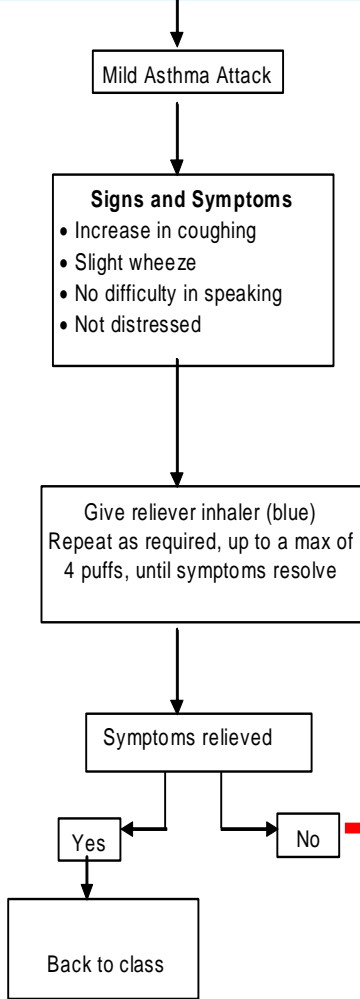 Mild Asthma Attack
Signs and Symptoms
• Increase in coughing
• Slight wheeze
• No difficulty in speaking
• Not distressed
Give reliever inhaler (blue)
Repeat as required, up to a max of
4 puffs, until symptoms resolve
Symptoms relieved
Yes
No
Back to class